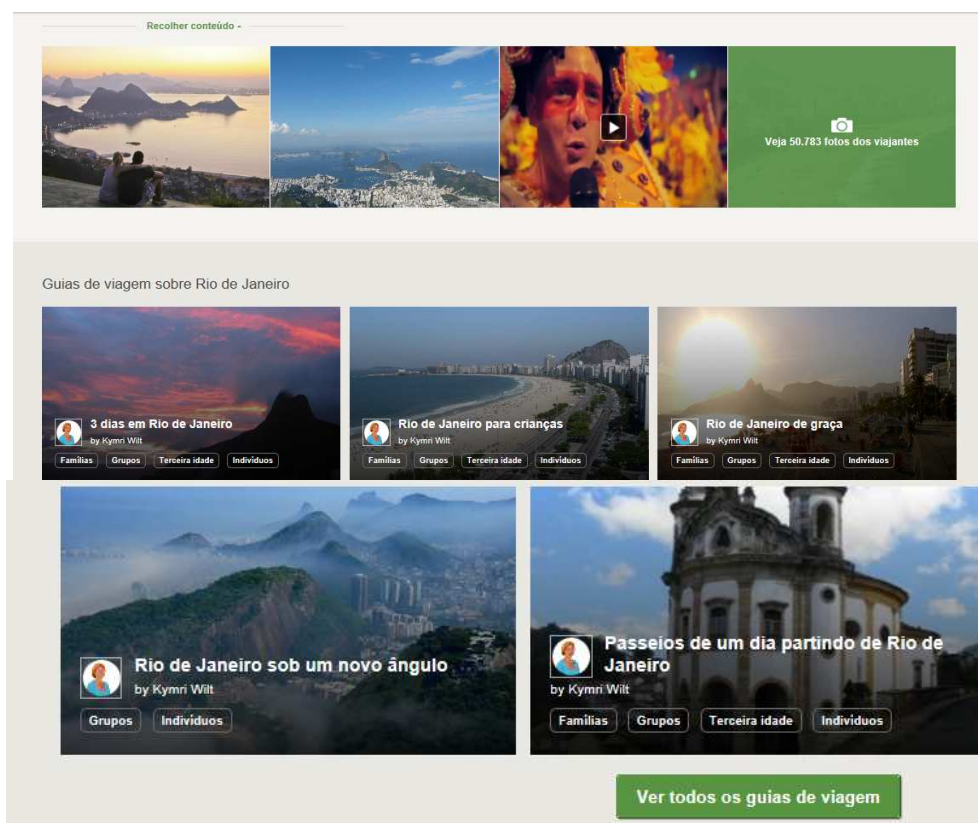 Recolher conteúdo -
Veja 50.783 fotos dos viajantes
Guias de viagem sobre Rio de Janeiro
3 dias em Rio de Janeiro
by Kymri Wilt
Famílias Grupos Terceira idade Indivíduos
Rio de Janeiro para crianças
by Kymri Wilt
Famílias Grupos Terceira idade Indivíduos
Rio de Janeiro de graça
by Kymri Wilt
Famílias Grupos Terceira idade Indivíduos
Rio de Janeiro sob um novo ângulo
by Kymri Wilt
Grupos Indivíduos
Passeios de um dia partindo de Rio de
Janeiro
by Kymri Wilt
Famílias Grupos Terceira idade Indivíduos
Ver todos os guias de viagem